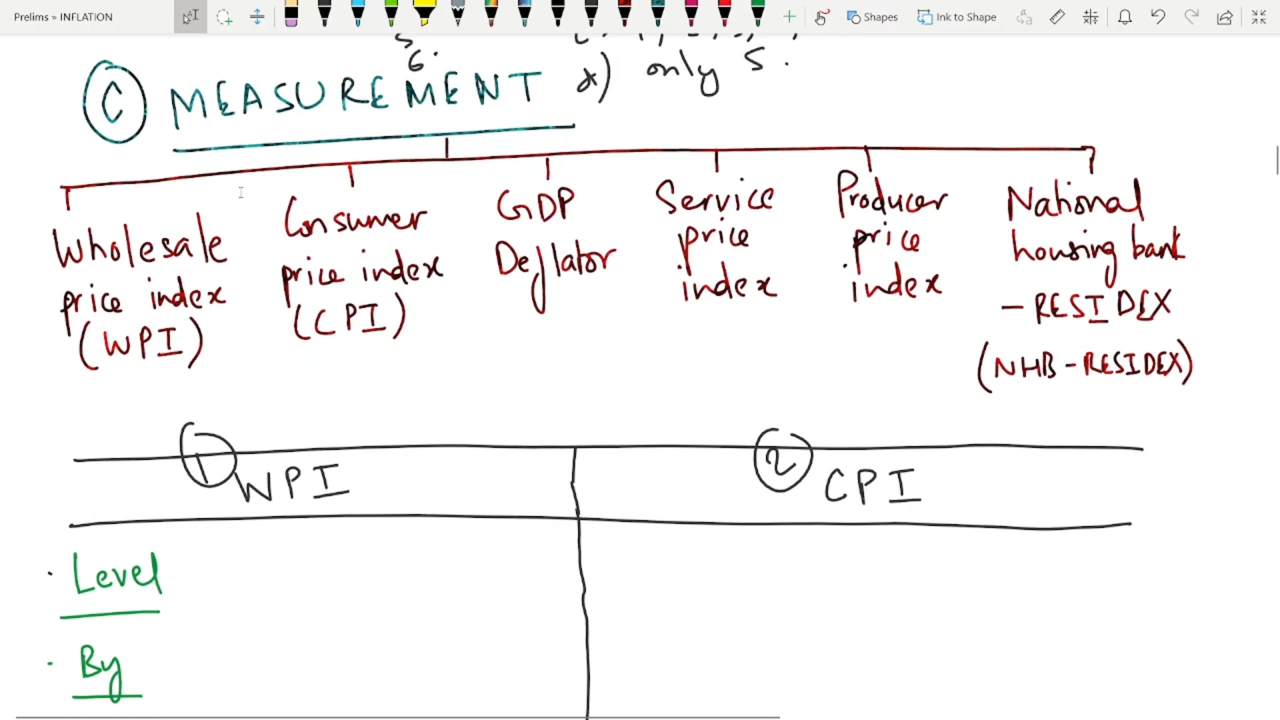 Prelims » INFLATION
Shapes
Ink to Shape
6.
d) only 5.
C MEASUREMENT
Wholesale
price index
(WPI)
Consumer
price index
(CPI)
GDP
Deflator
Service
price
index
Producer
price
index
National
housing bank
- RESIDEX
(NHB - RESIDEX)
1 WPI
2 CPI
• Level
• By